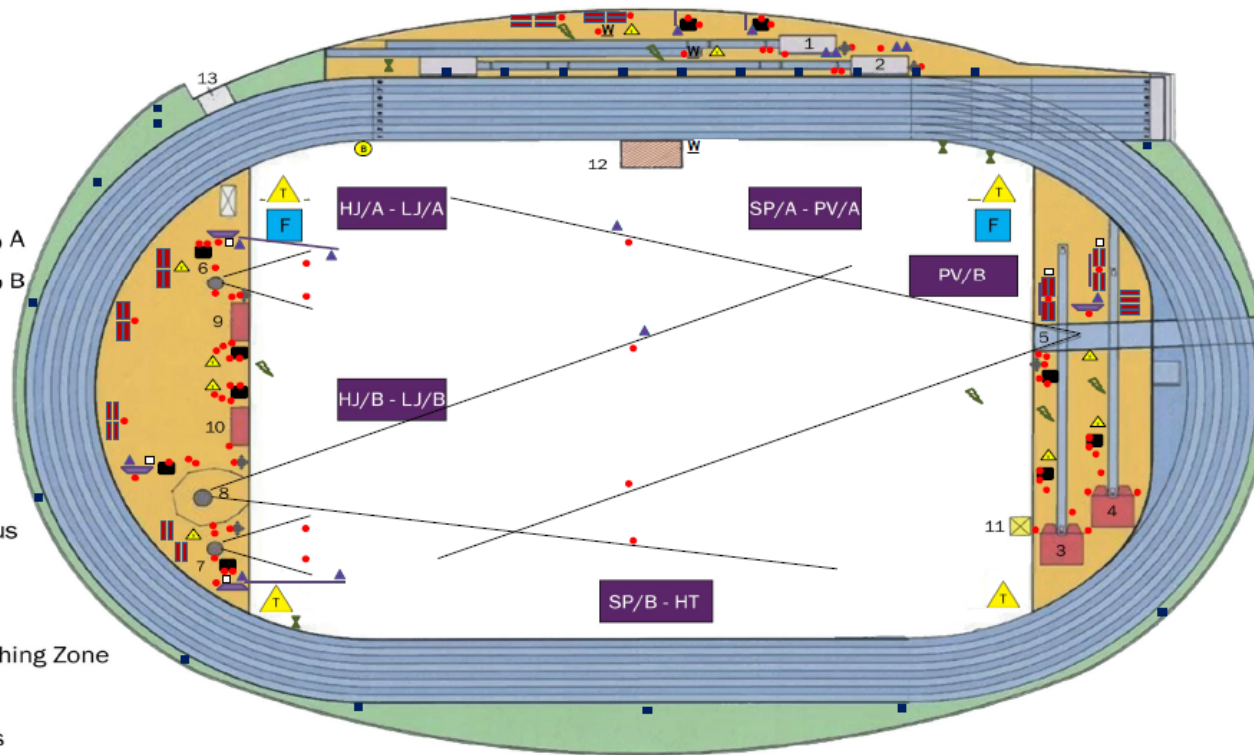 W
1
W
2
13
B
12
W
T
T
HJ/A - LJ/A
SP/A - PV/A
F
F
A
B
6
PV/B
9
5
HJ/B - LJ/B
10
8
us
4
11
3
7
T
T
SP/B - HT
hing Zone
s